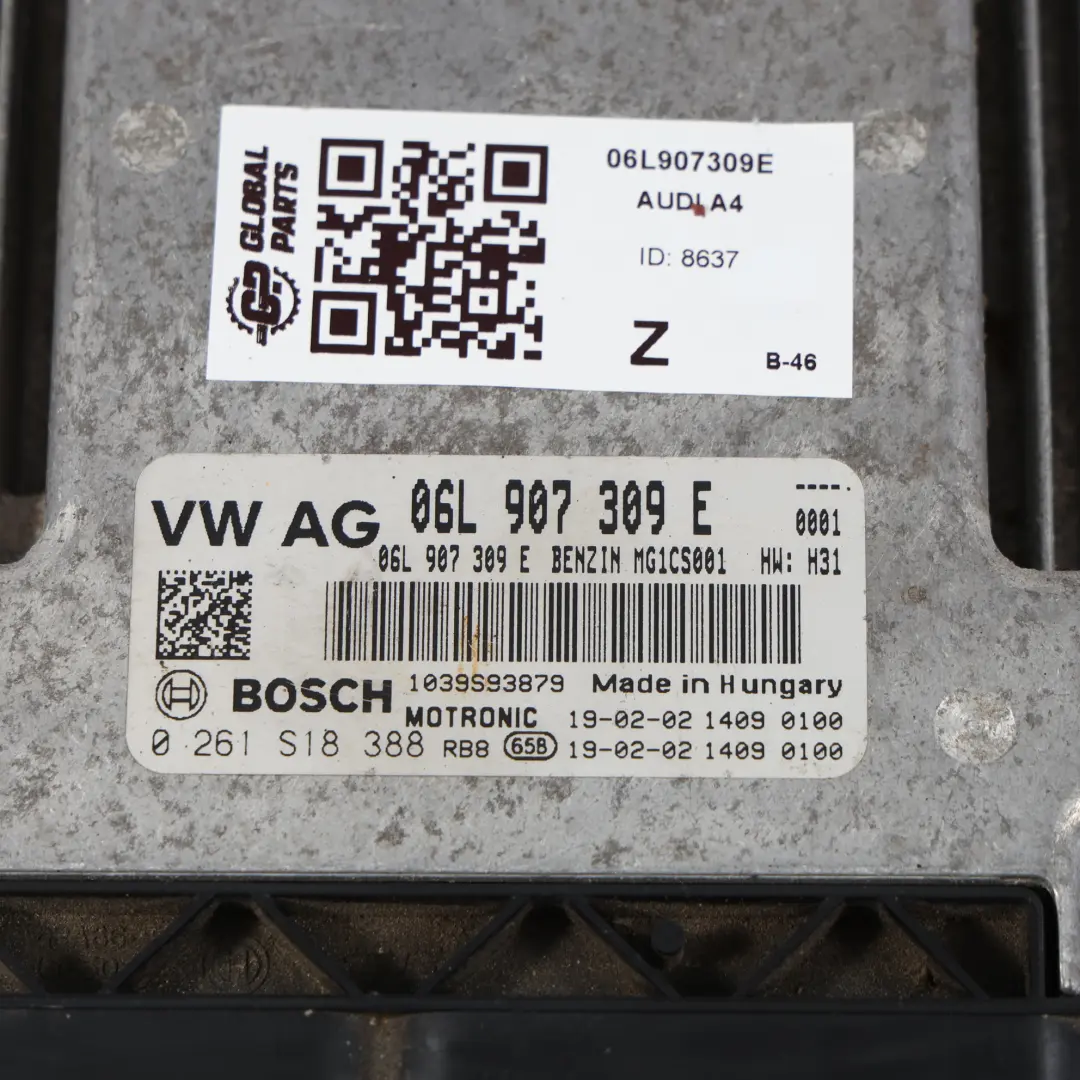 GLOBAL
PARTS
GP
06L907309E
AUDI A4
ID: 8637
Z
B-46
VW AG
06L 907 309 E
----.
0001
06L 907 309 E BENZIN MG1CS001 HW: H31
BOSCH
1039S93879 Made in Hungary
MOTRONIC 19-02-02 1409 0100
0 261 S18 388 RB8 65B 19-02-02 1409 0100